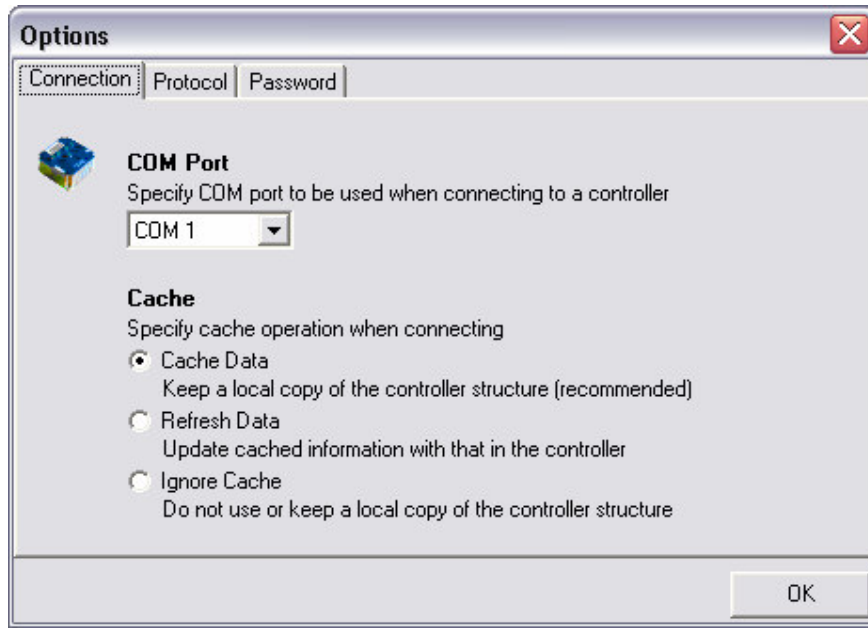 Options
Connection Protocol Password
COM Port
Specify COM port to be used when connecting to a controller
COM 1
Cache
Specify cache operation when connecting
Cache Data
Keep a local copy of the controller structure (recommended)
Refresh Data
Update cached information with that in the controller
Ignore Cache
Do not use or keep a local copy of the controller structure
OK